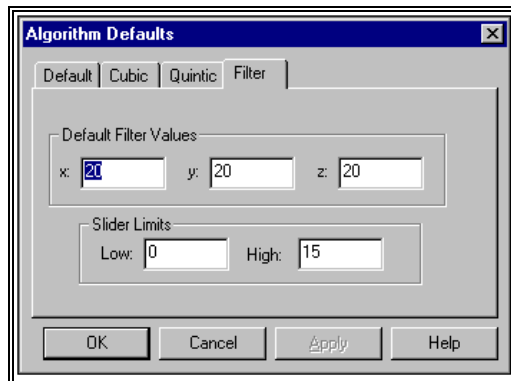 Algorithm Defaults
Default Cubic Quintic Filter
Default Filter Values
x: 20 y: 20 z: 20
Slider Limits
Low: 0 High: 15
OK Cancel Apply Help